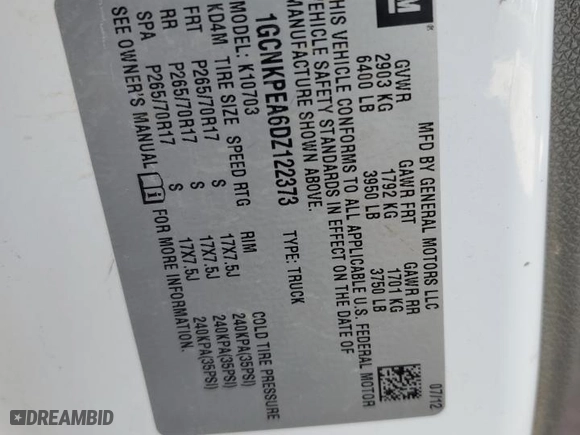 GM
MFD BY GENERAL MOTORS LLC
07/12
GVWR GAWR FRT GAWR RR
2903 KG 1792 KG 1701 KG
6400 LB 3950 LB 3750 LB
THIS VEHICLE CONFORMS TO ALL APPLICABLE U.S. FEDERAL MOTOR
VEHICLE SAFETY STANDARDS IN EFFECT ON THE DATE OF
MANUFACTURE SHOWN ABOVE.
1GCNKPEA6DZ122373 TYPE: TRUCK
MODEL: K10703
KD4M TIRE SIZE SPEED RTG RIM COLD TIRE PRESSURE
FRT P265/70R17 S 17X7.5J 240KPA(35PSI)
RR P265/70R17 S 17X7.5J 240KPA(35PSI)
SPA P265/70R17 S 17X7.5J 240KPA(35PSI)
SEE OWNER'S MANUAL FOR MORE INFORMATION.
DREAMBID